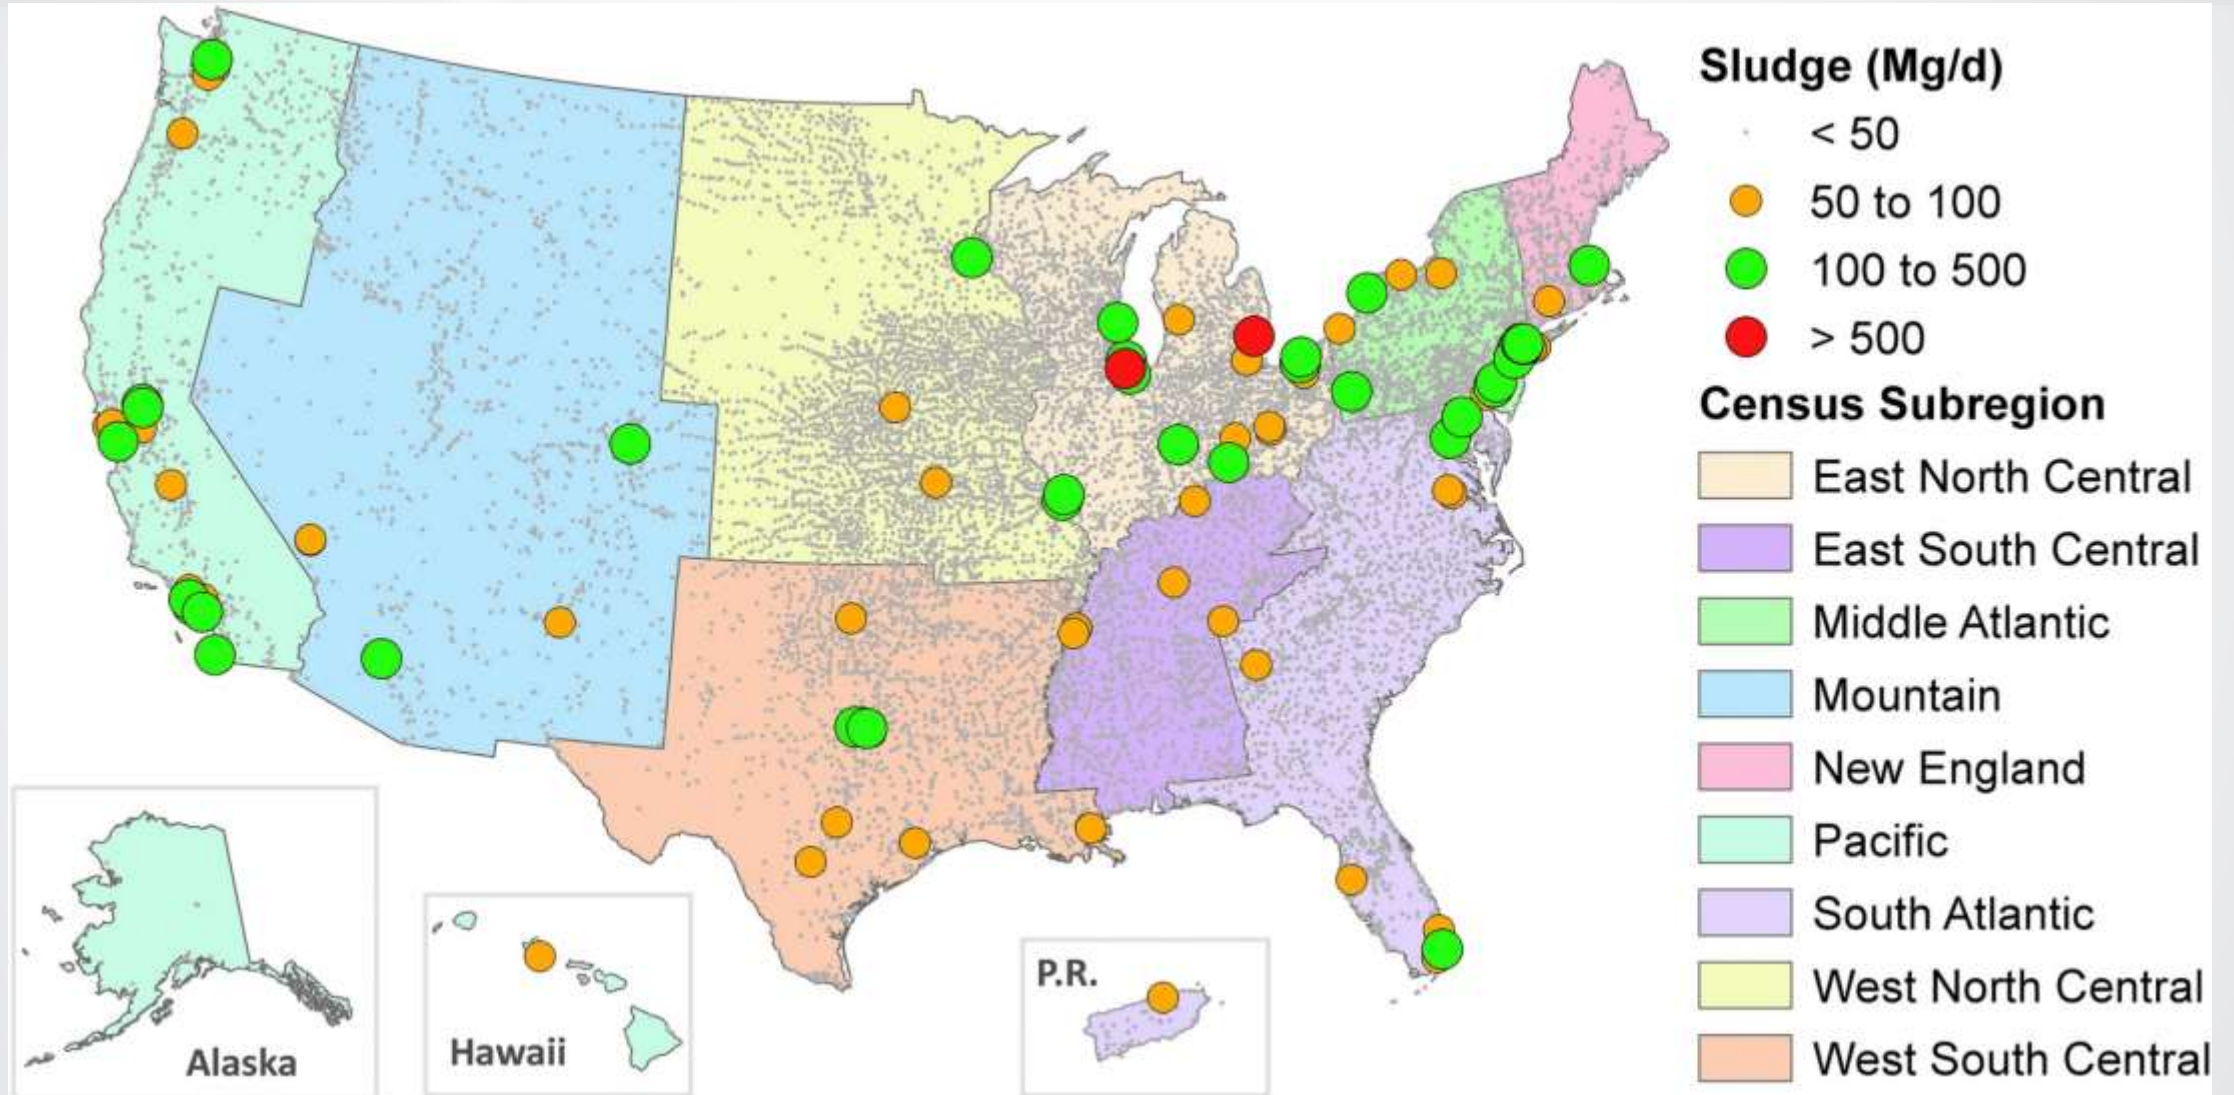 Sludge (Mg/d)
< 50
50 to 100
100 to 500
> 500
Census Subregion
East North Central
East South Central
Middle Atlantic
Mountain
New England
Pacific
South Atlantic
West North Central
West South Central
Alaska
Hawaii
P.R.